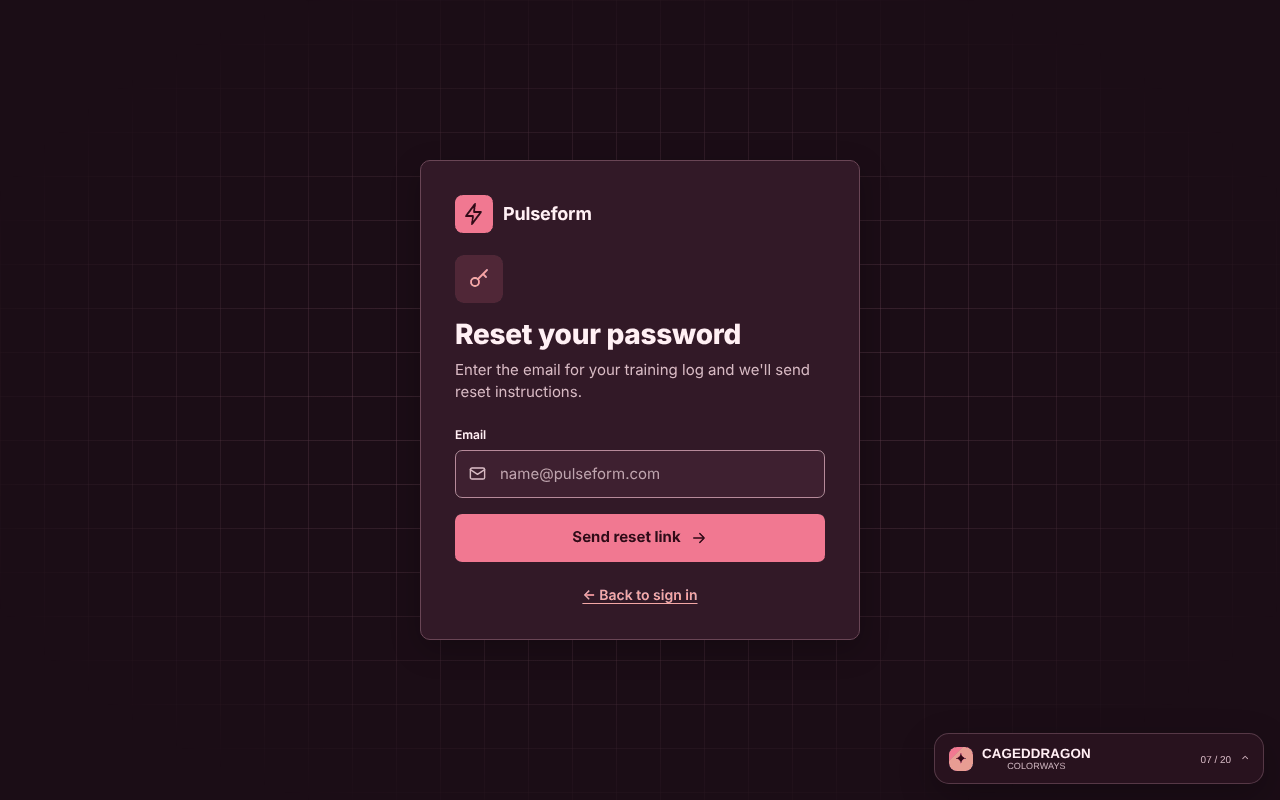 Pulseform
Reset your password
Enter the email for your training log and we'll send
reset instructions.
Email
name@pulseform.com
Send reset link →
← Back to sign in
CAGEDDRAGON
COLORWAYS
07 / 20